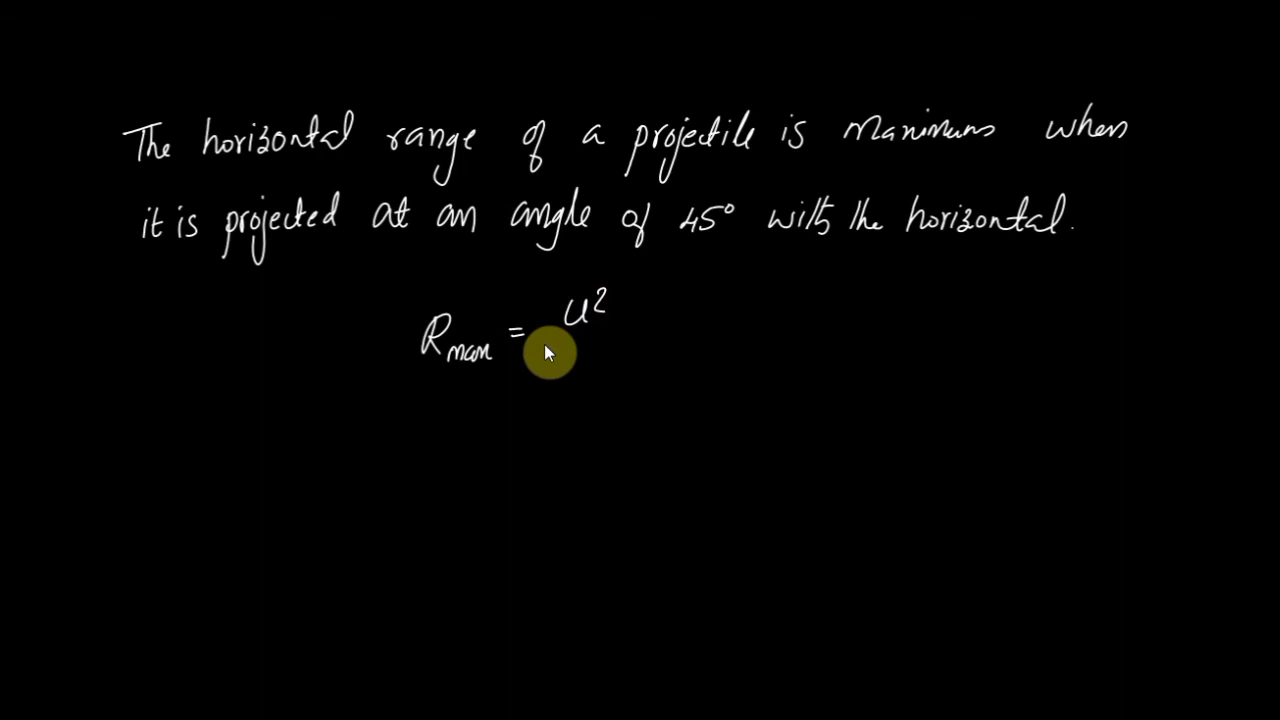 The horizontal range of a projectile is maximum when
it is projected at an angle of 45° with the horizontal.
Rmax = u²